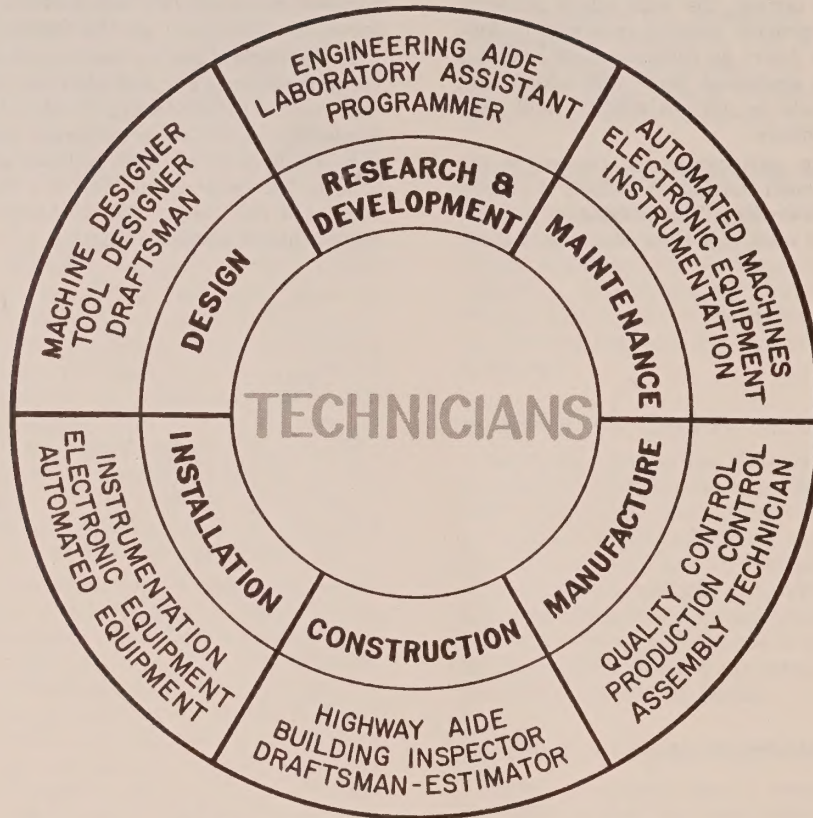 ENGINEERING AIDE
LABORATORY ASSISTANT
PROGRAMMER
RESEARCH &
DEVELOPMENT
AUTOMATED MACHINES
ELECTRONIC EQUIPMENT
INSTRUMENTATION
MAINTENANCE
QUALITY CONTROL
PRODUCTION CONTROL
ASSEMBLY TECHNICIAN
MANUFACTURE
CONSTRUCTION
HIGHWAY AIDE
BUILDING INSPECTOR
DRAFTSMAN-ESTIMATOR
INSTALLATION
INSTRUMENTATION
ELECTRONIC EQUIPMENT
AUTOMATED EQUIPMENT
MACHINE DESIGNER
TOOL DESIGNER
DRAFTSMAN
DESIGN
TECHNICIANS